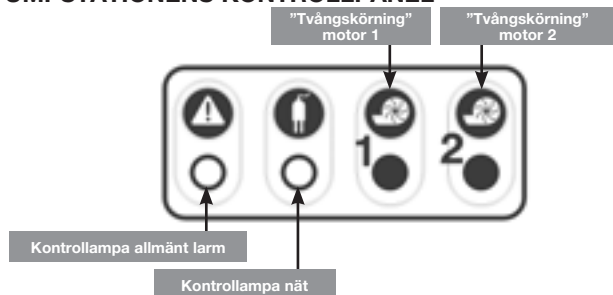 "Tvångskörning"
motor 1
"Tvångskörning"
motor 2
1
2
Kontrollampa allmänt larm
Kontrollampa nät